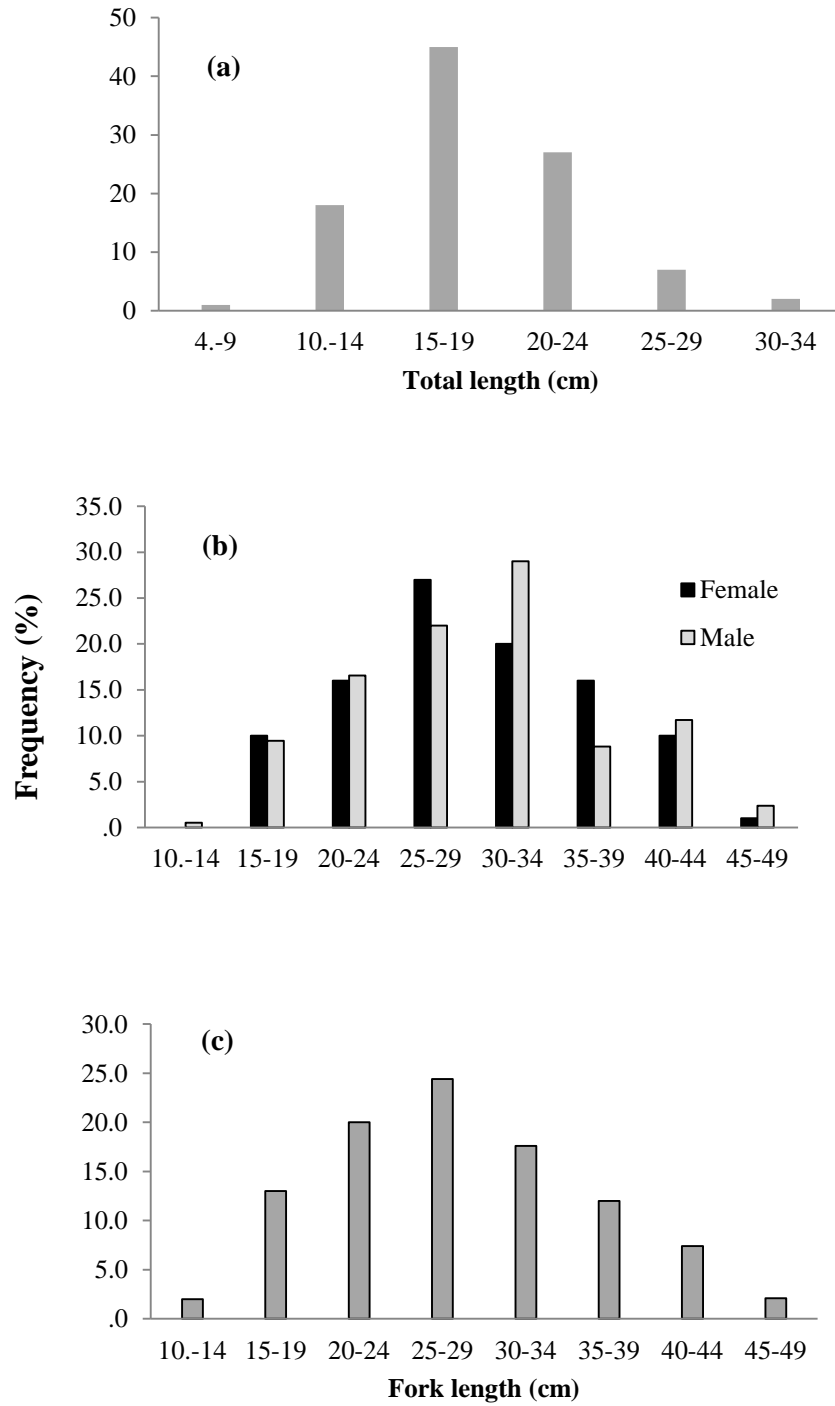 50
(a)
40
30
20
10
0
4.-9 10.-14 15-19 20-24 25-29 30-34
Total length (cm)
Frequency (%)
35.0
(b)
30.0
25.0
Female
20.0
Male
15.0
10.0
5.0
.0
10.-14 15-19 20-24 25-29 30-34 35-39 40-44 45-49
30.0
(c)
25.0
20.0
15.0
10.0
5.0
.0
10.-14 15-19 20-24 25-29 30-34 35-39 40-44 45-49
Fork length (cm)